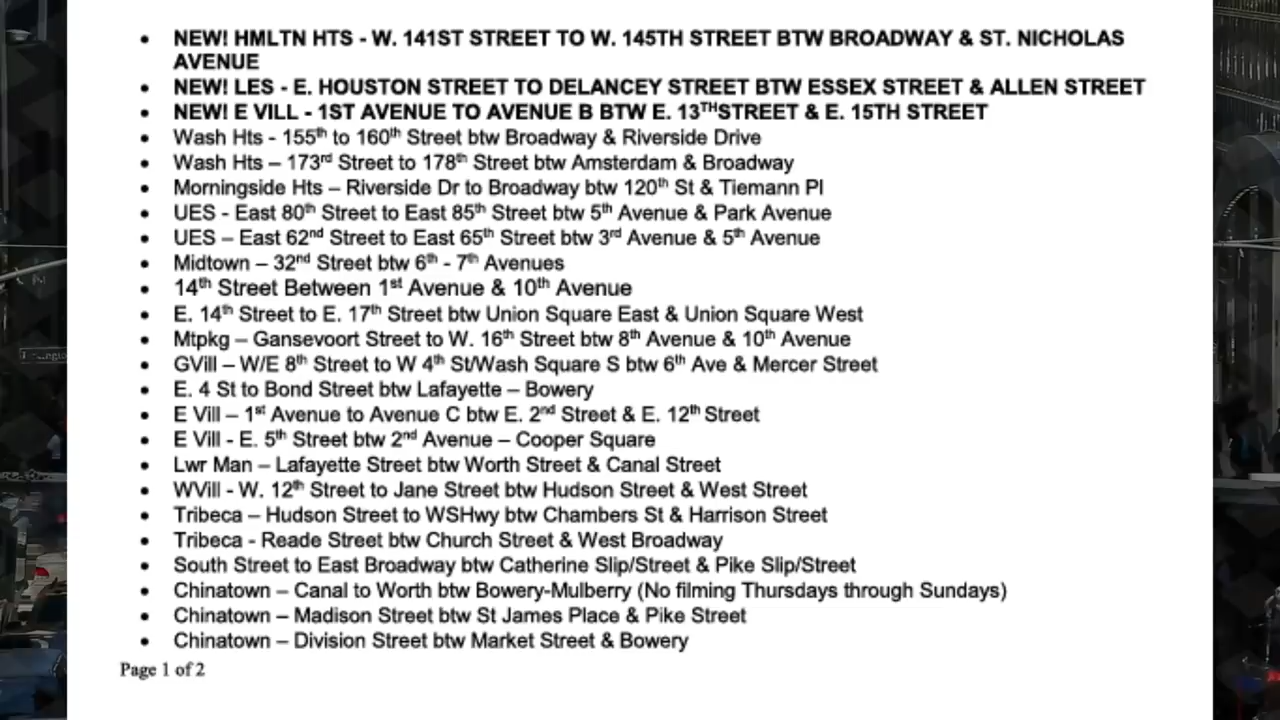 • NEW! HMLTN HTS - W. 141ST STREET TO W. 145TH STREET BTW BROADWAY & ST. NICHOLAS
AVENUE
• NEW! LES - E. HOUSTON STREET TO DELANCEY STREET BTW ESSEX STREET & ALLEN STREET
• NEW! E VILL - 1ST AVENUE TO AVENUE B BTW E. 13THSTREET & E. 15TH STREET
• Wash Hts - 155th to 160th Street btw Broadway & Riverside Drive
• Wash Hts – 173rd Street to 178th Street btw Amsterdam & Broadway
• Morningside Hts – Riverside Dr to Broadway btw 120th St & Tiemann Pl
• UES - East 80th Street to East 85th Street btw 5th Avenue & Park Avenue
• UES – East 62nd Street to East 65th Street btw 3rd Avenue & 5th Avenue
• Midtown – 32nd Street btw 6th - 7th Avenues
• 14th Street Between 1st Avenue & 10th Avenue
• E. 14th Street to E. 17th Street btw Union Square East & Union Square West
• Mtpkg – Gansevoort Street to W. 16th Street btw 8th Avenue & 10th Avenue
• GVill – W/E 8th Street to W 4th St/Wash Square S btw 6th Ave & Mercer Street
• E. 4 St to Bond Street btw Lafayette – Bowery
• E Vill – 1st Avenue to Avenue C btw E. 2nd Street & E. 12th Street
• E Vill - E. 5th Street btw 2nd Avenue – Cooper Square
• Lwr Man – Lafayette Street btw Worth Street & Canal Street
• WVill - W. 12th Street to Jane Street btw Hudson Street & West Street
• Tribeca – Hudson Street to WSHwy btw Chambers St & Harrison Street
• Tribeca - Reade Street btw Church Street & West Broadway
• South Street to East Broadway btw Catherine Slip/Street & Pike Slip/Street
• Chinatown – Canal to Worth btw Bowery-Mulberry (No filming Thursdays through Sundays)
• Chinatown – Madison Street btw St James Place & Pike Street
• Chinatown – Division Street btw Market Street & Bowery
Page 1 of 2